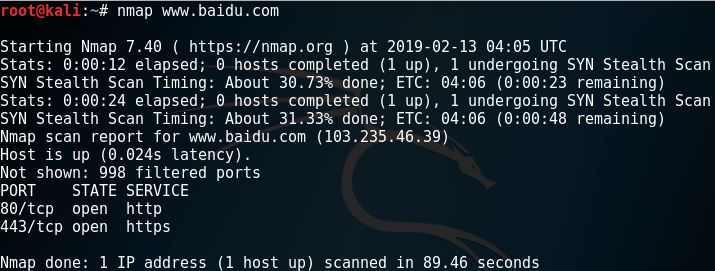 root@kali:~# nmap www.baidu.com
Starting Nmap 7.40 ( https://nmap.org ) at 2019-02-13 04:05 UTC
Stats: 0:00:12 elapsed; 0 hosts completed (1 up), 1 undergoing SYN Stealth Scan
SYN Stealth Scan Timing: About 30.73% done; ETC: 04:06 (0:00:23 remaining)
Stats: 0:00:24 elapsed; 0 hosts completed (1 up), 1 undergoing SYN Stealth Scan
SYN Stealth Scan Timing: About 31.33% done; ETC: 04:06 (0:00:48 remaining)
Nmap scan report for www.baidu.com (103.235.46.39)
Host is up (0.024s latency).
Not shown: 998 filtered ports
PORT    STATE SERVICE
80/tcp  open  http
443/tcp open  https
Nmap done: 1 IP address (1 host up) scanned in 89.46 seconds